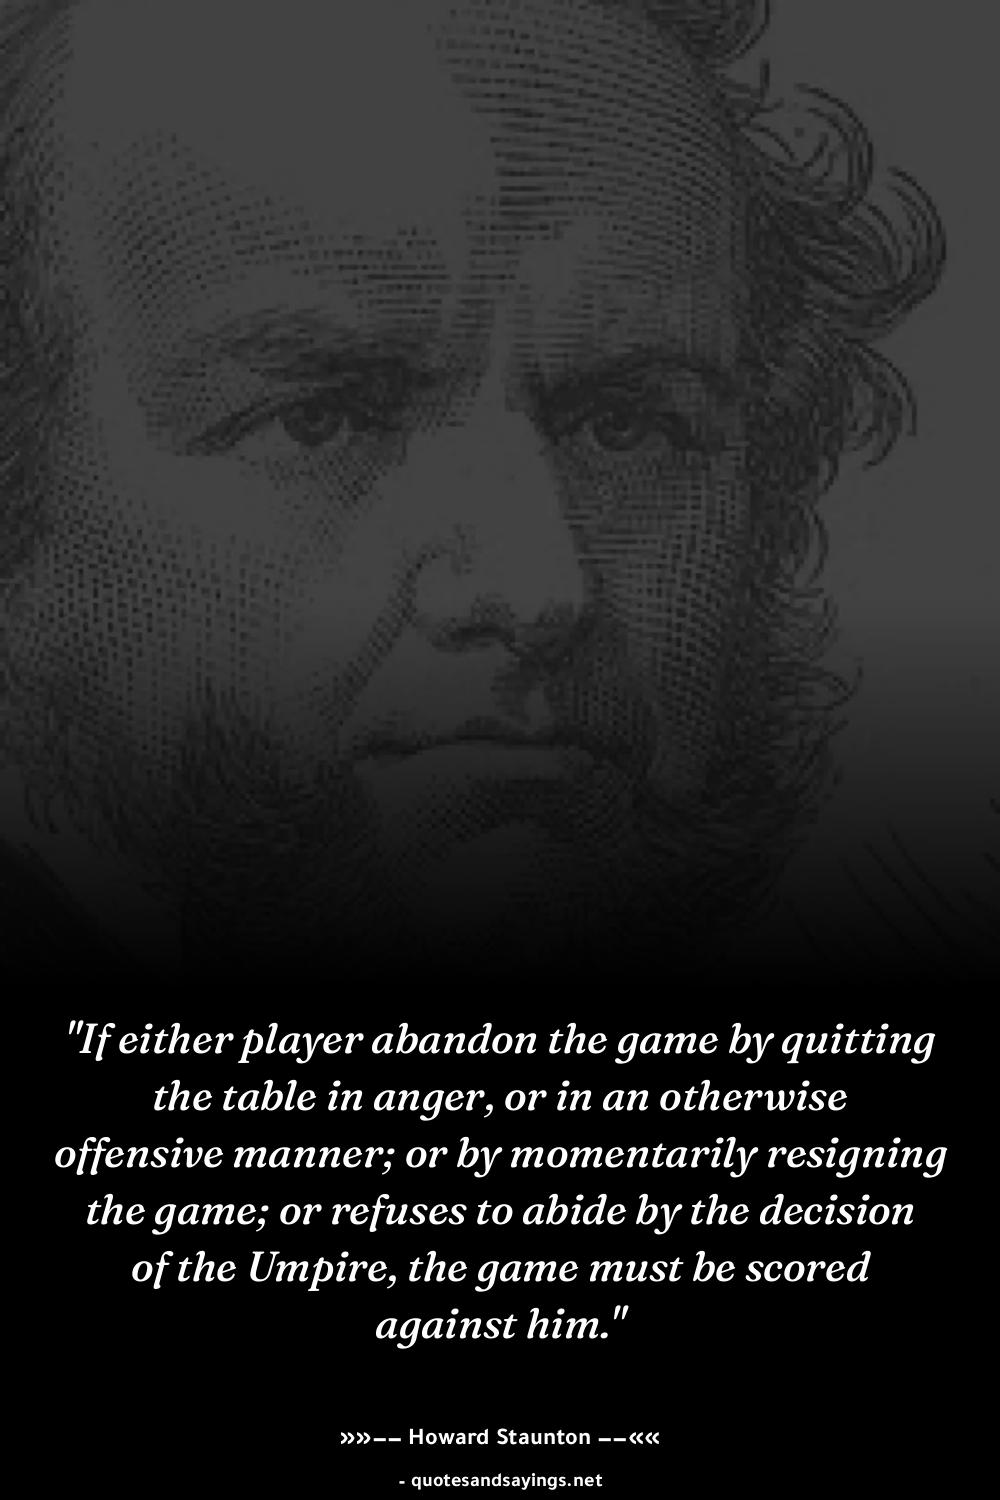 "If either player abandon the game by quitting
the table in anger, or in an otherwise
offensive manner; or by momentarily resigning
the game; or refuses to abide by the decision
of the Umpire, the game must be scored
against him."
»»–– Howard Staunton ––««
- quotesandsayings.net